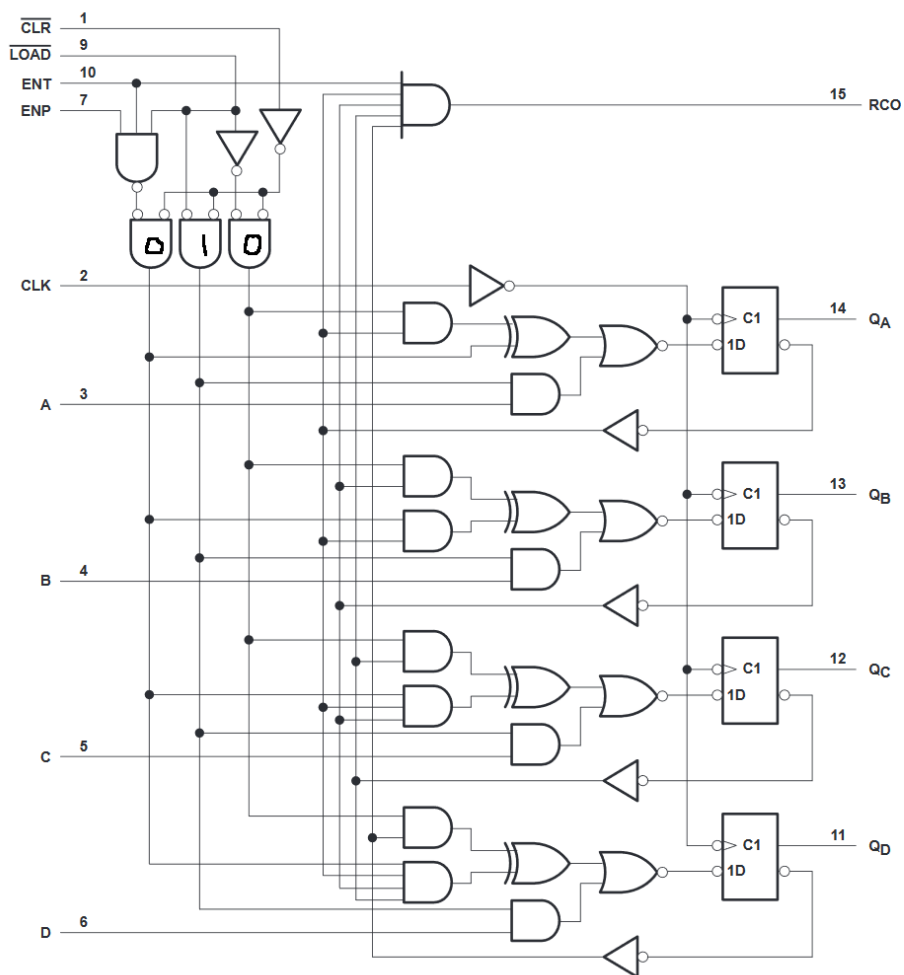 CLR 1
LOAD 9
ENT 10
ENP 7
15 RCO
0 1 0
CLK 2
C1
1D
14 QA
A 3
C1
1D
13 QB
B 4
C1
1D
12 QC
C 5
C1
1D
11 QD
D 6